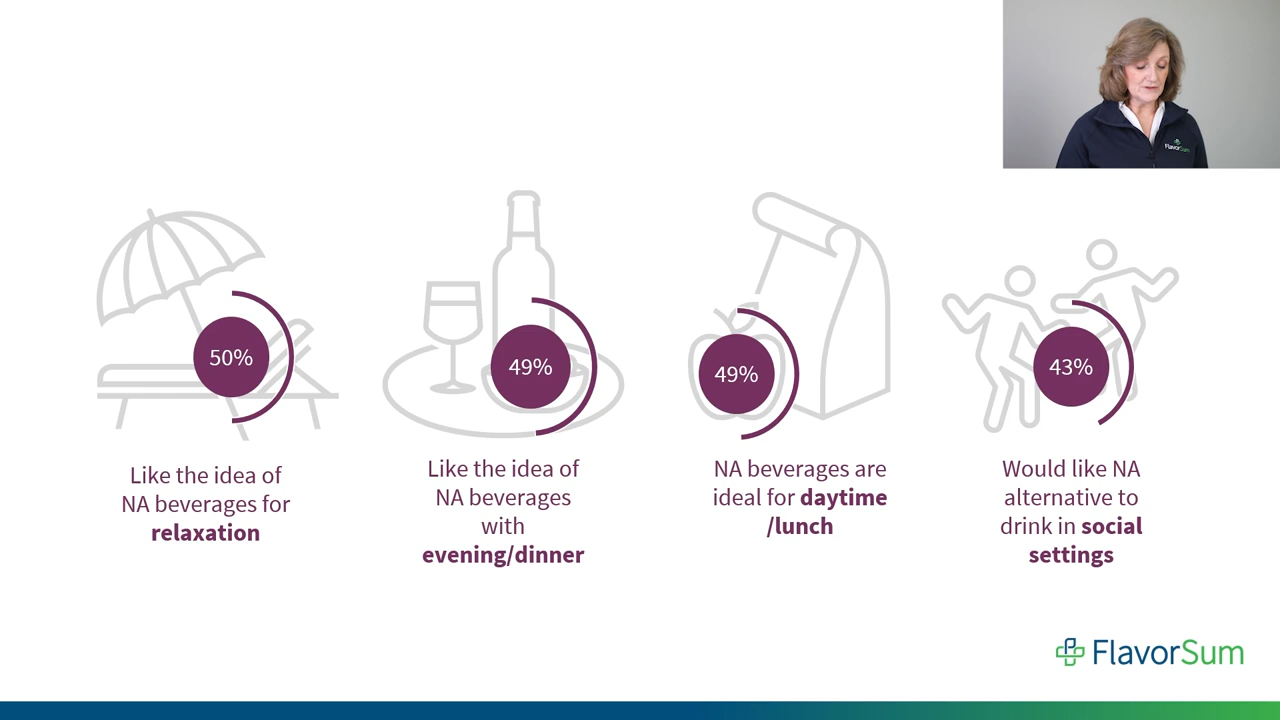 FlavorSum
50%
Like the idea of
NA beverages for
relaxation
49%
Like the idea of
NA beverages
with
evening/dinner
49%
NA beverages are
ideal for daytime
/lunch
43%
Would like NA
alternative to
drink in social
settings
FlavorSum